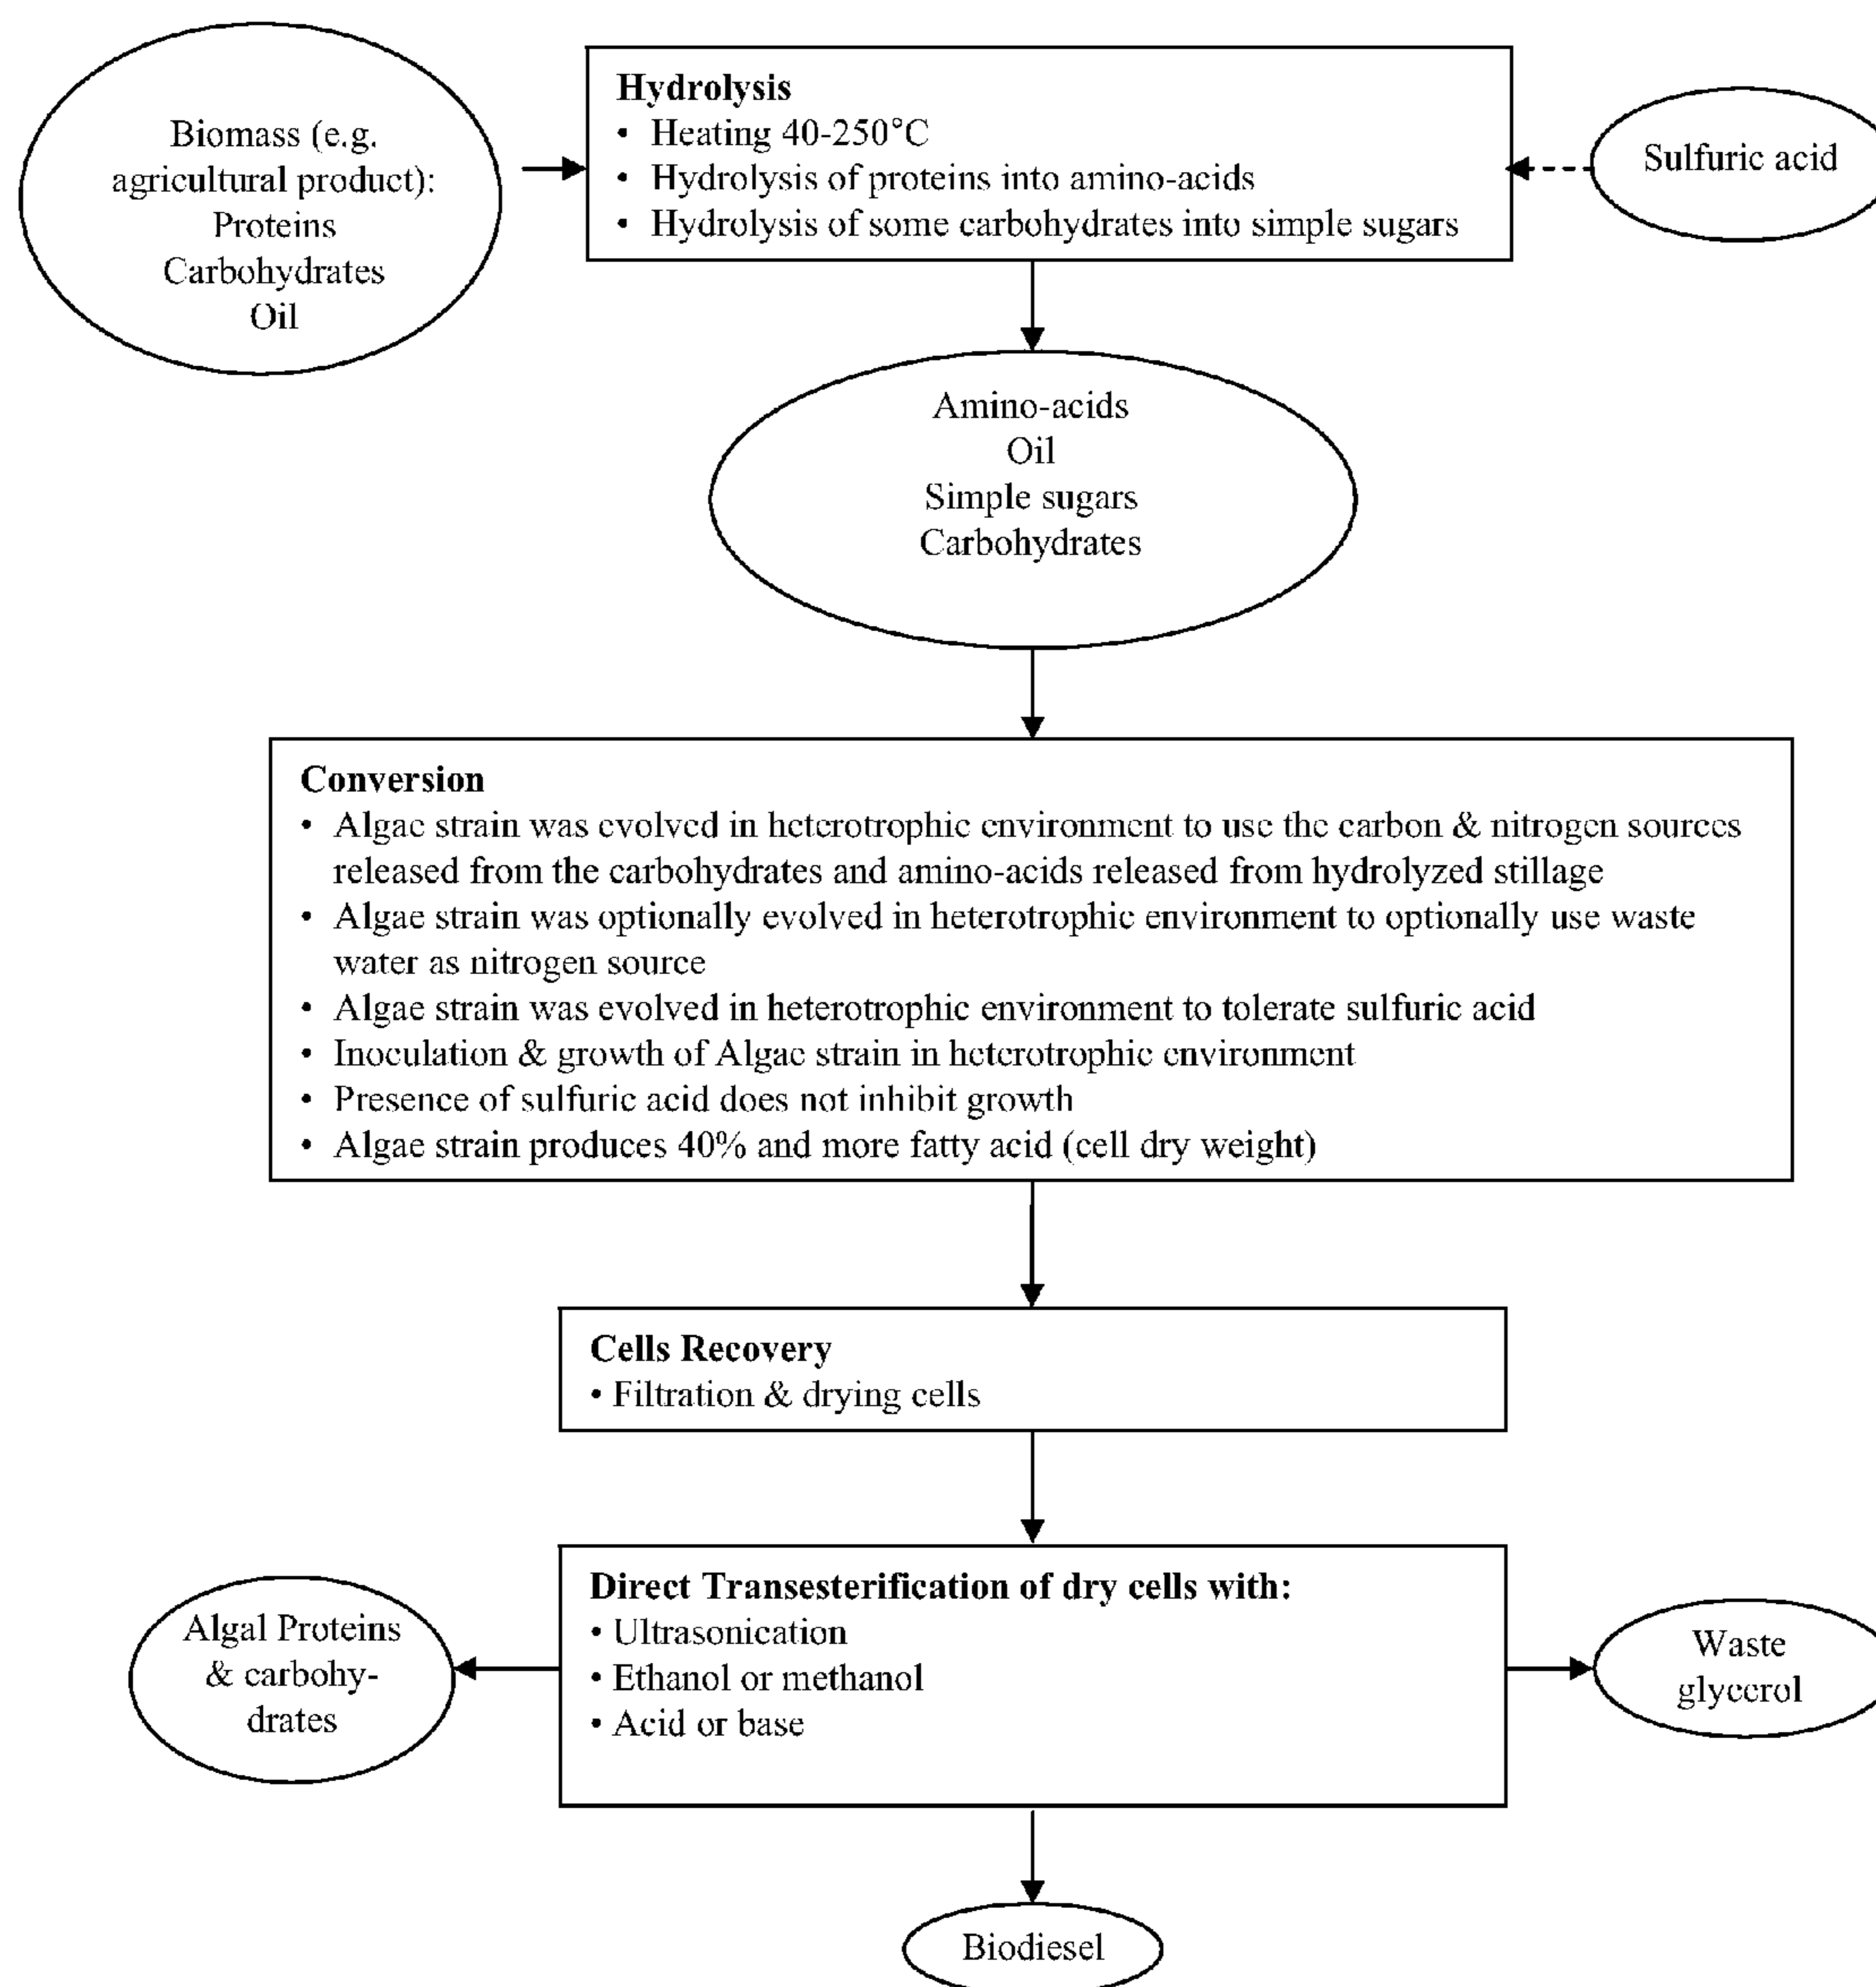 Biomass (e.g.
agricultural product):
Proteins
Carbohydrates
Oil
Hydrolysis
• Heating 40-250°C
• Hydrolysis of proteins into amino-acids
• Hydrolysis of some carbohydrates into simple sugars
Sulfuric acid
Amino-acids
Oil
Simple sugars
Carbohydrates
Conversion
• Algae strain was evolved in heterotrophic environment to use the carbon & nitrogen sources
released from the carbohydrates and amino-acids released from hydrolyzed stillage
• Algae strain was optionally evolved in heterotrophic environment to optionally use waste
water as nitrogen source
• Algae strain was evolved in heterotrophic environment to tolerate sulfuric acid
• Inoculation & growth of Algae strain in heterotrophic environment
• Presence of sulfuric acid does not inhibit growth
• Algae strain produces 40% and more fatty acid (cell dry weight)
Cells Recovery
• Filtration & drying cells
Direct Transesterification of dry cells with:
• Ultrasonication
• Ethanol or methanol
• Acid or base
Algal Proteins
& carbohy-
drates
Waste
glycerol
Biodiesel